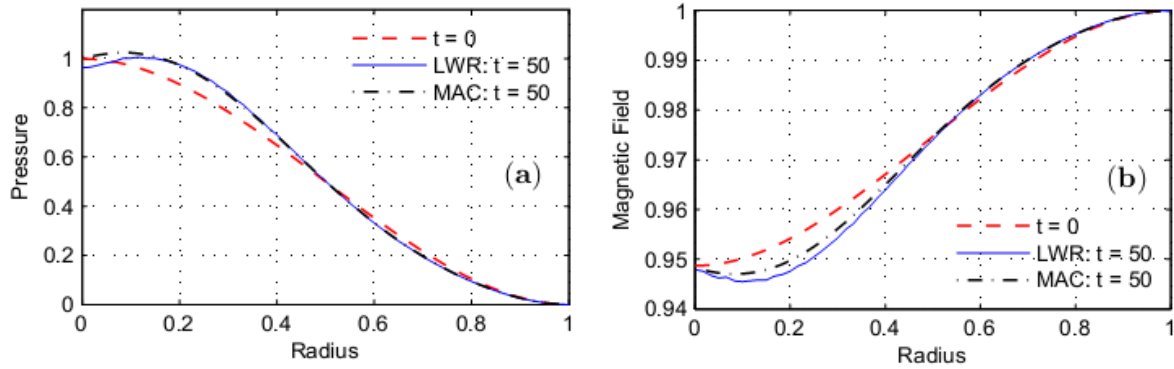 1
0.8
0.6
0.4
0.2
0
Pressure
t = 0
LWR: t = 50
MAC: t = 50
(a)
0 0.2 0.4 0.6 0.8 1
Radius
1
0.99
0.98
0.97
0.96
0.95
0.94
Magnetic Field
(b)
t = 0
LWR: t = 50
MAC: t = 50
0 0.2 0.4 0.6 0.8 1
Radius